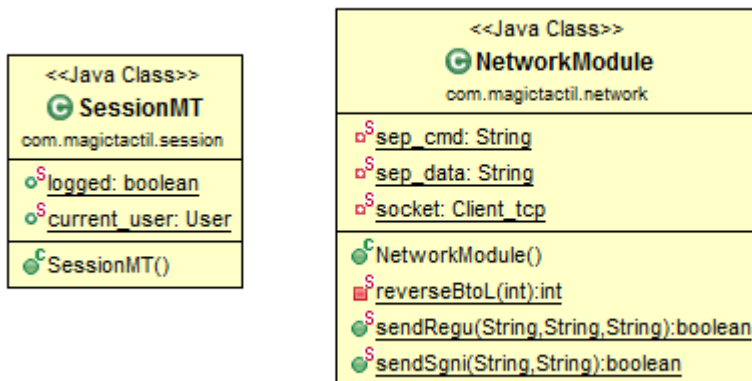 <<Java Class>>
SessionMT
com.magictactil.session
logged: boolean
current_user: User
SessionMT()
<<Java Class>>
NetworkModule
com.magictactil.network
sep_cmd: String
sep_data: String
socket: Client_tcp
NetworkModule()
reverseBtoL(int):int
sendRegu(String,String,String):boolean
sendSgni(String,String):boolean